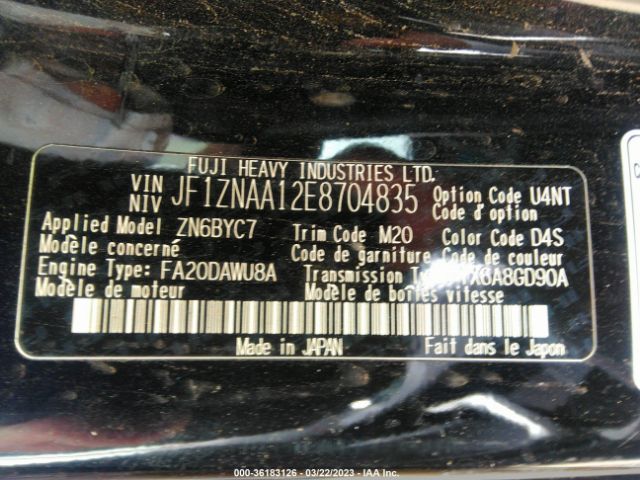 FUJI HEAVY INDUSTRIES LTD.
VIN
NIV JF1ZNAA12E8704835 Option Code U4NT
Code d'option
Applied Model ZN6BYC7 Trim Code M20 Color Code D4S
Modèle concerné Code de garniture Code de couleur
Engine Type: FA20DAWU8A Transmission
Modèle de moteur Modèle de boîtes vitesse
Made in JAPAN Fait dans le Japon
000-36183126 - 03/22/2023 - IAA Inc.